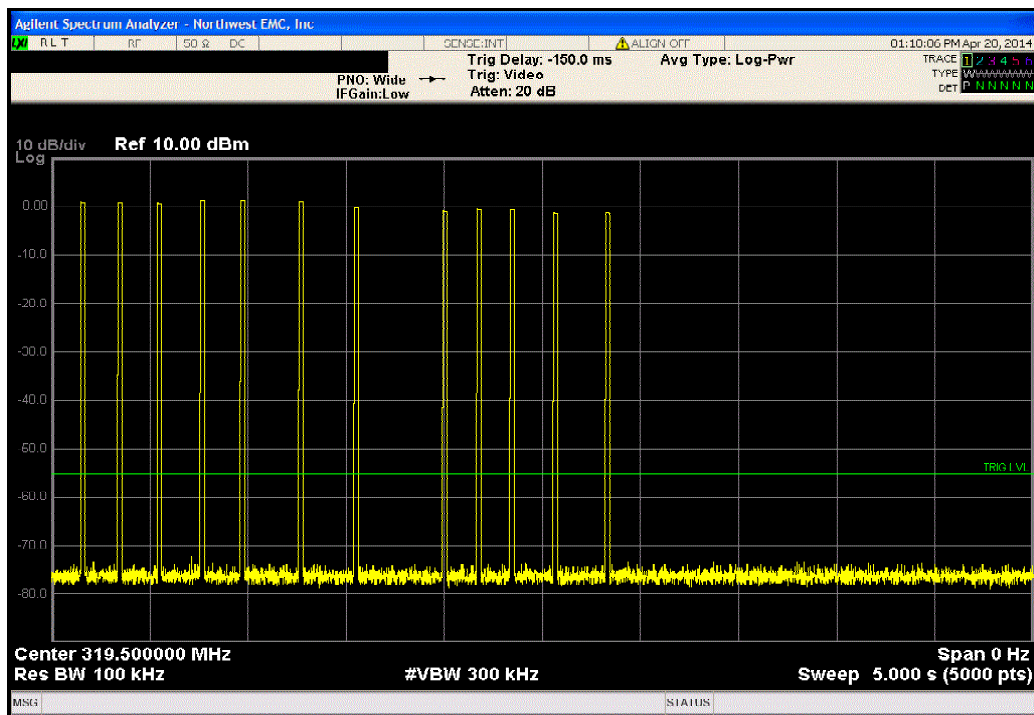 Agilent Spectrum Analyzer - Northwest EMC, Inc
LXI RLT RF 50 Ω DC SENSE:INT ALIGN OFF 01:10:06 PM Apr 20, 2014
Trig Delay: -150.0 ms Avg Type: Log-Pwr TRACE 1 2 3 4 5 6
PNO: Wide Trig: Video TYPE WWWWWW
IFGain:Low Atten: 20 dB DET P N N N N N
10 dB/div Ref 10.00 dBm
Log
0.00
-10.0
-20.0
-30.0
-40.0
-50.0
TRIG LVL
-60.0
-70.0
-80.0
Center 319.500000 MHz Span 0 Hz
Res BW 100 kHz #VBW 300 kHz Sweep 5.000 s (5000 pts)
MSG STATUS